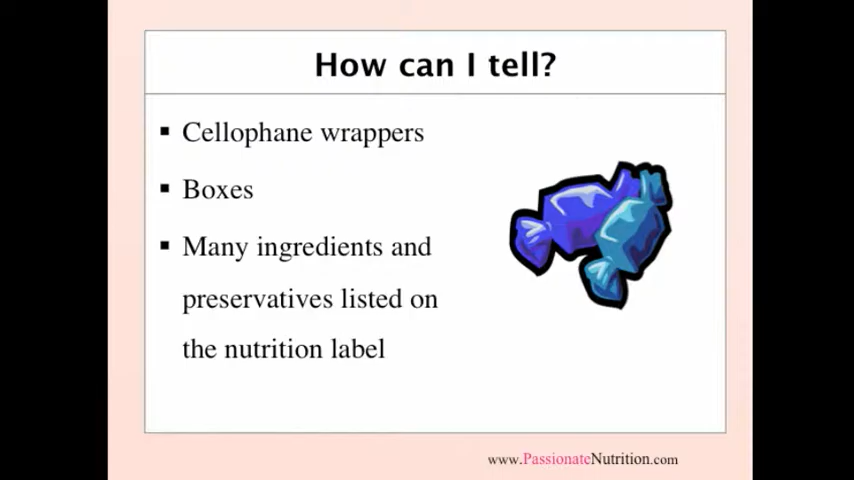 How can I tell?
▪ Cellophane wrappers
▪ Boxes
▪ Many ingredients and
preservatives listed on
the nutrition label
www.PassionateNutrition.com